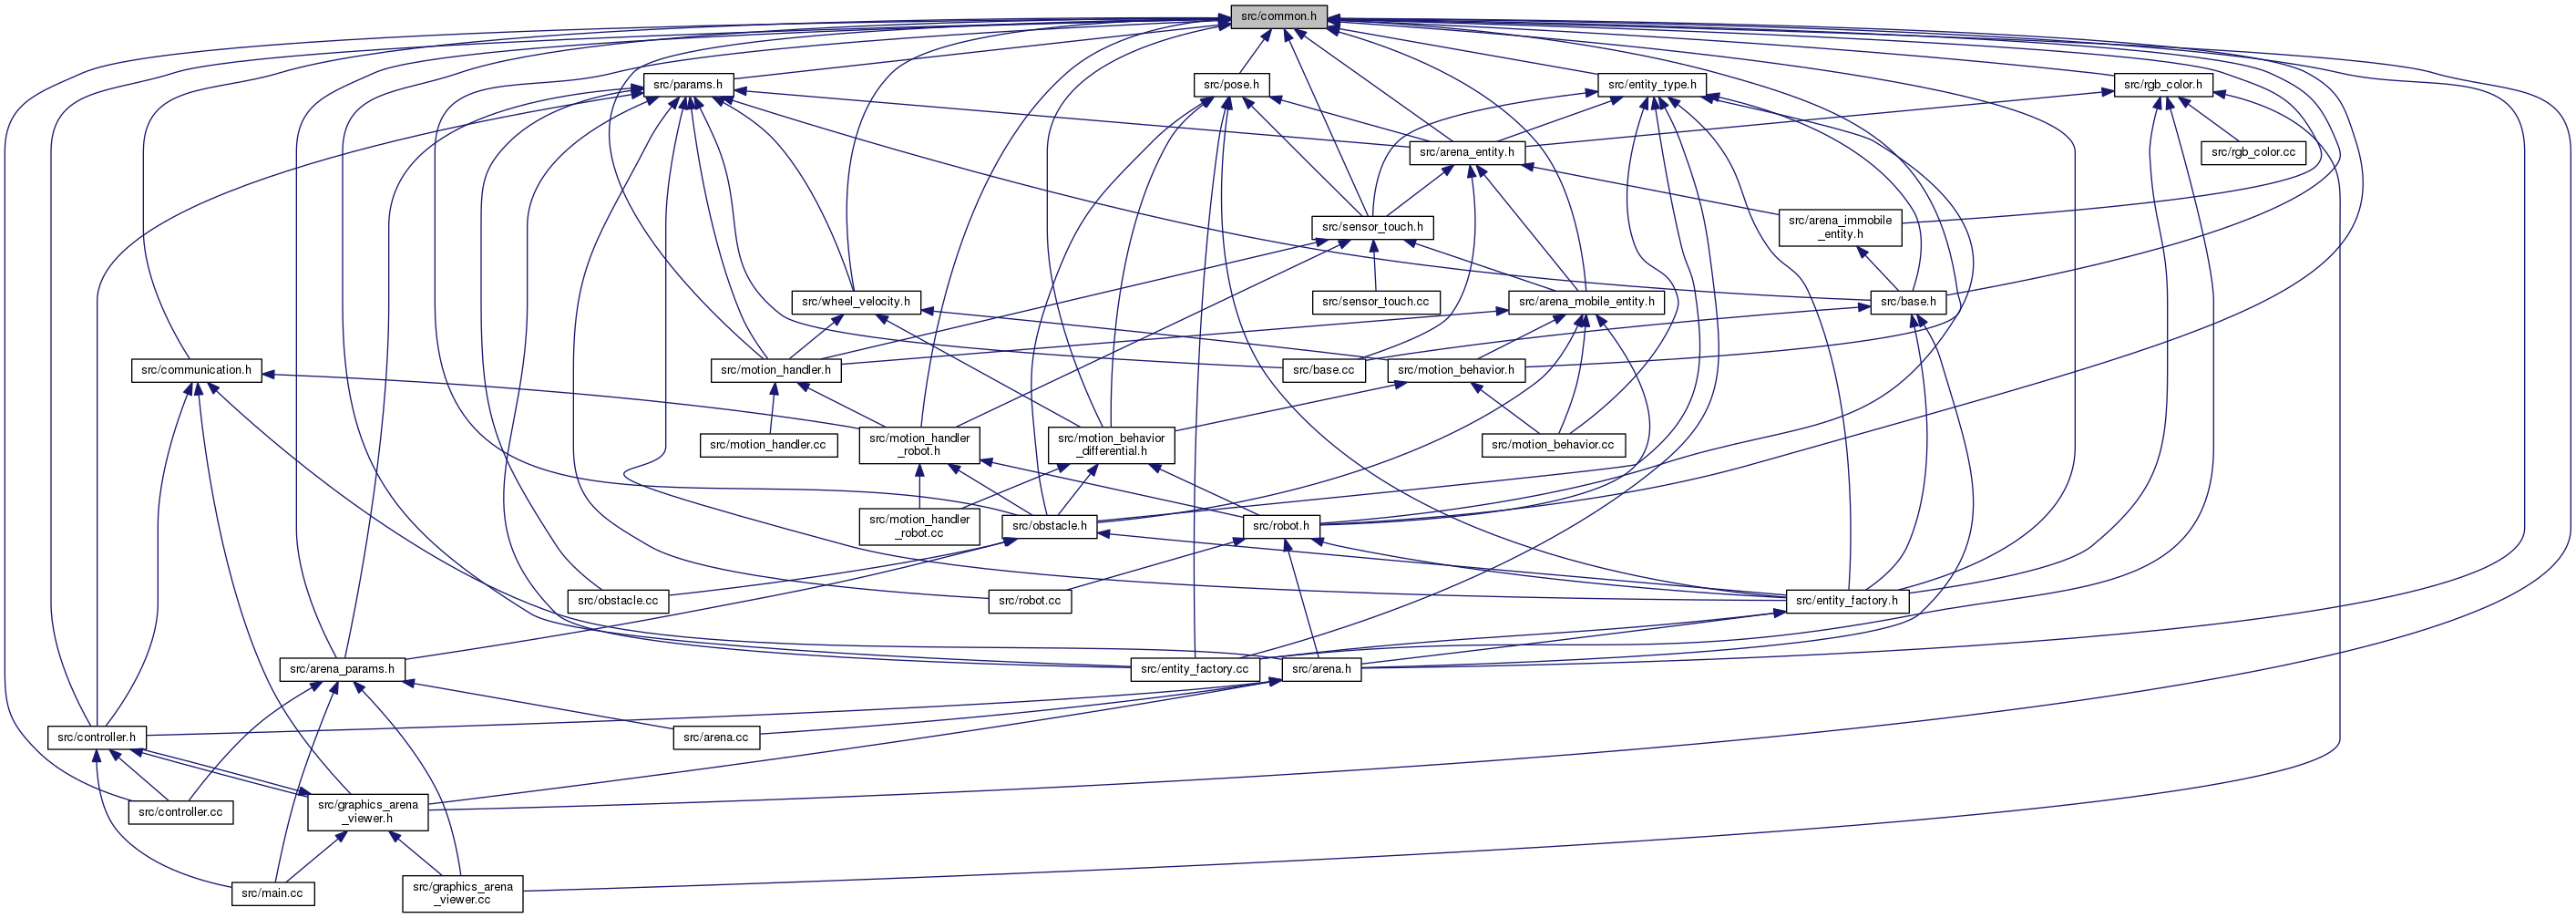 src/common.h
src/params.h
src/pose.h
src/entity_type.h
src/rgb_color.h
src/arena_entity.h
src/rgb_color.cc
src/sensor_touch.h
src/arena_immobile
_entity.h
src/wheel_velocity.h
src/sensor_touch.cc
src/arena_mobile_entity.h
src/base.h
src/communication.h
src/motion_handler.h
src/base.cc
src/motion_behavior.h
src/motion_handler.cc
src/motion_handler
_robot.h
src/motion_behavior
_differential.h
src/motion_behavior.cc
src/motion_handler
_robot.cc
src/obstacle.h
src/robot.h
src/obstacle.cc
src/robot.cc
src/entity_factory.h
src/arena_params.h
src/entity_factory.cc
src/arena.h
src/controller.h
src/arena.cc
src/controller.cc
src/graphics_arena
_viewer.h
src/main.cc
src/graphics_arena
_viewer.cc